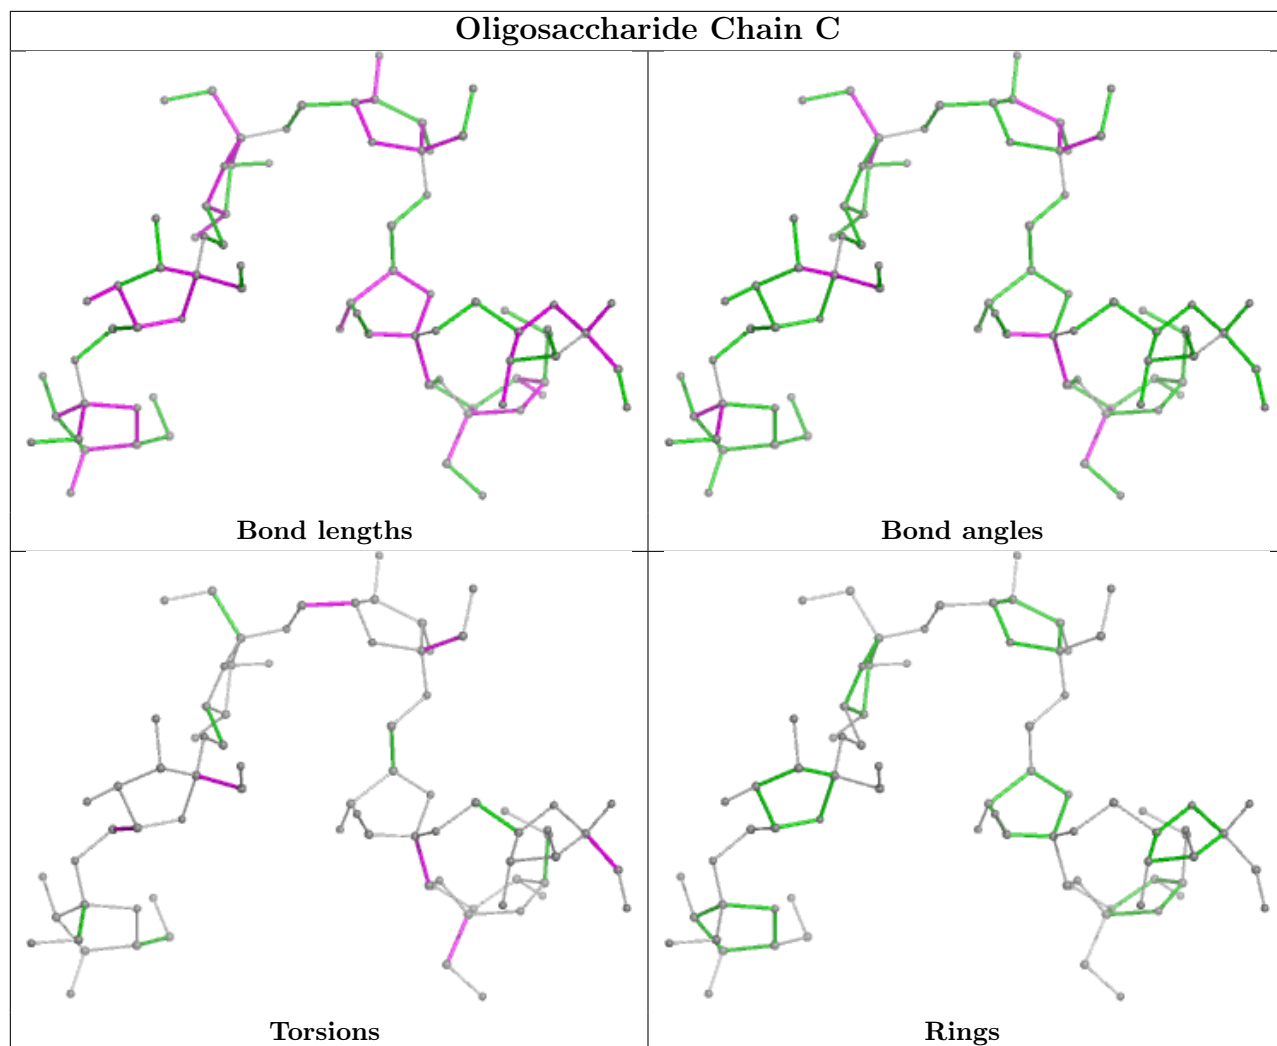 Oligosaccharide Chain C
Bond lengths
Bond angles
Torsions
Rings